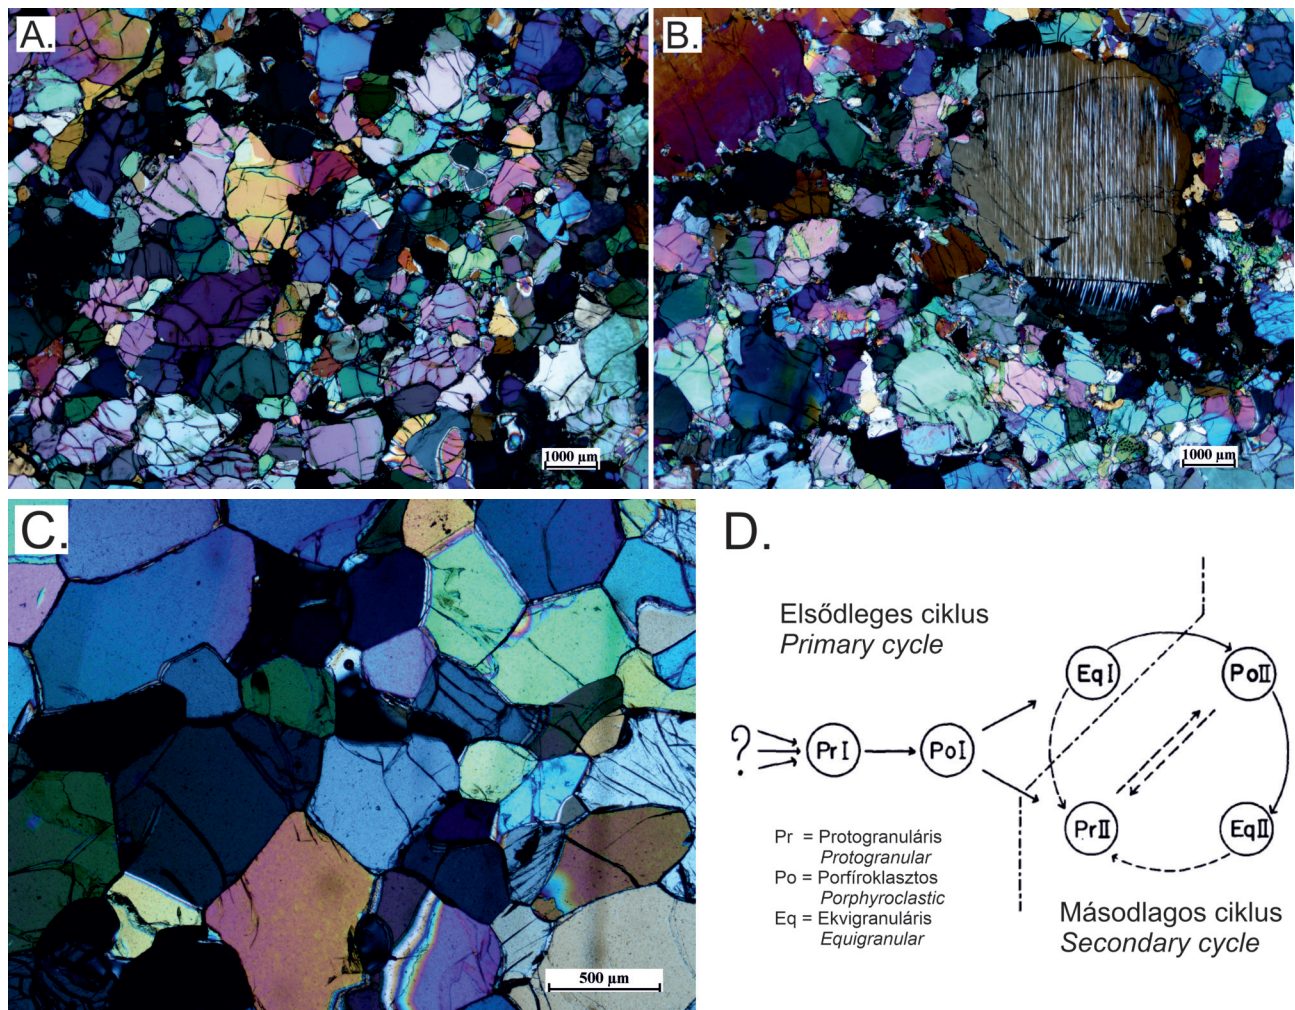 A.
1000 µm
B.
1000 µm
C.
500 µm
D.
Elsődleges ciklus
Primary cycle
Eq I
Po II
?
Pr I
Po I
Pr II
Eq II
Pr = Protogranuláris
Protogranular
Po = Porfíroklasztos
Porphyroclastic
Eq = Ekvigranuláris
Equigranular
Másodlagos ciklus
Secondary cycle